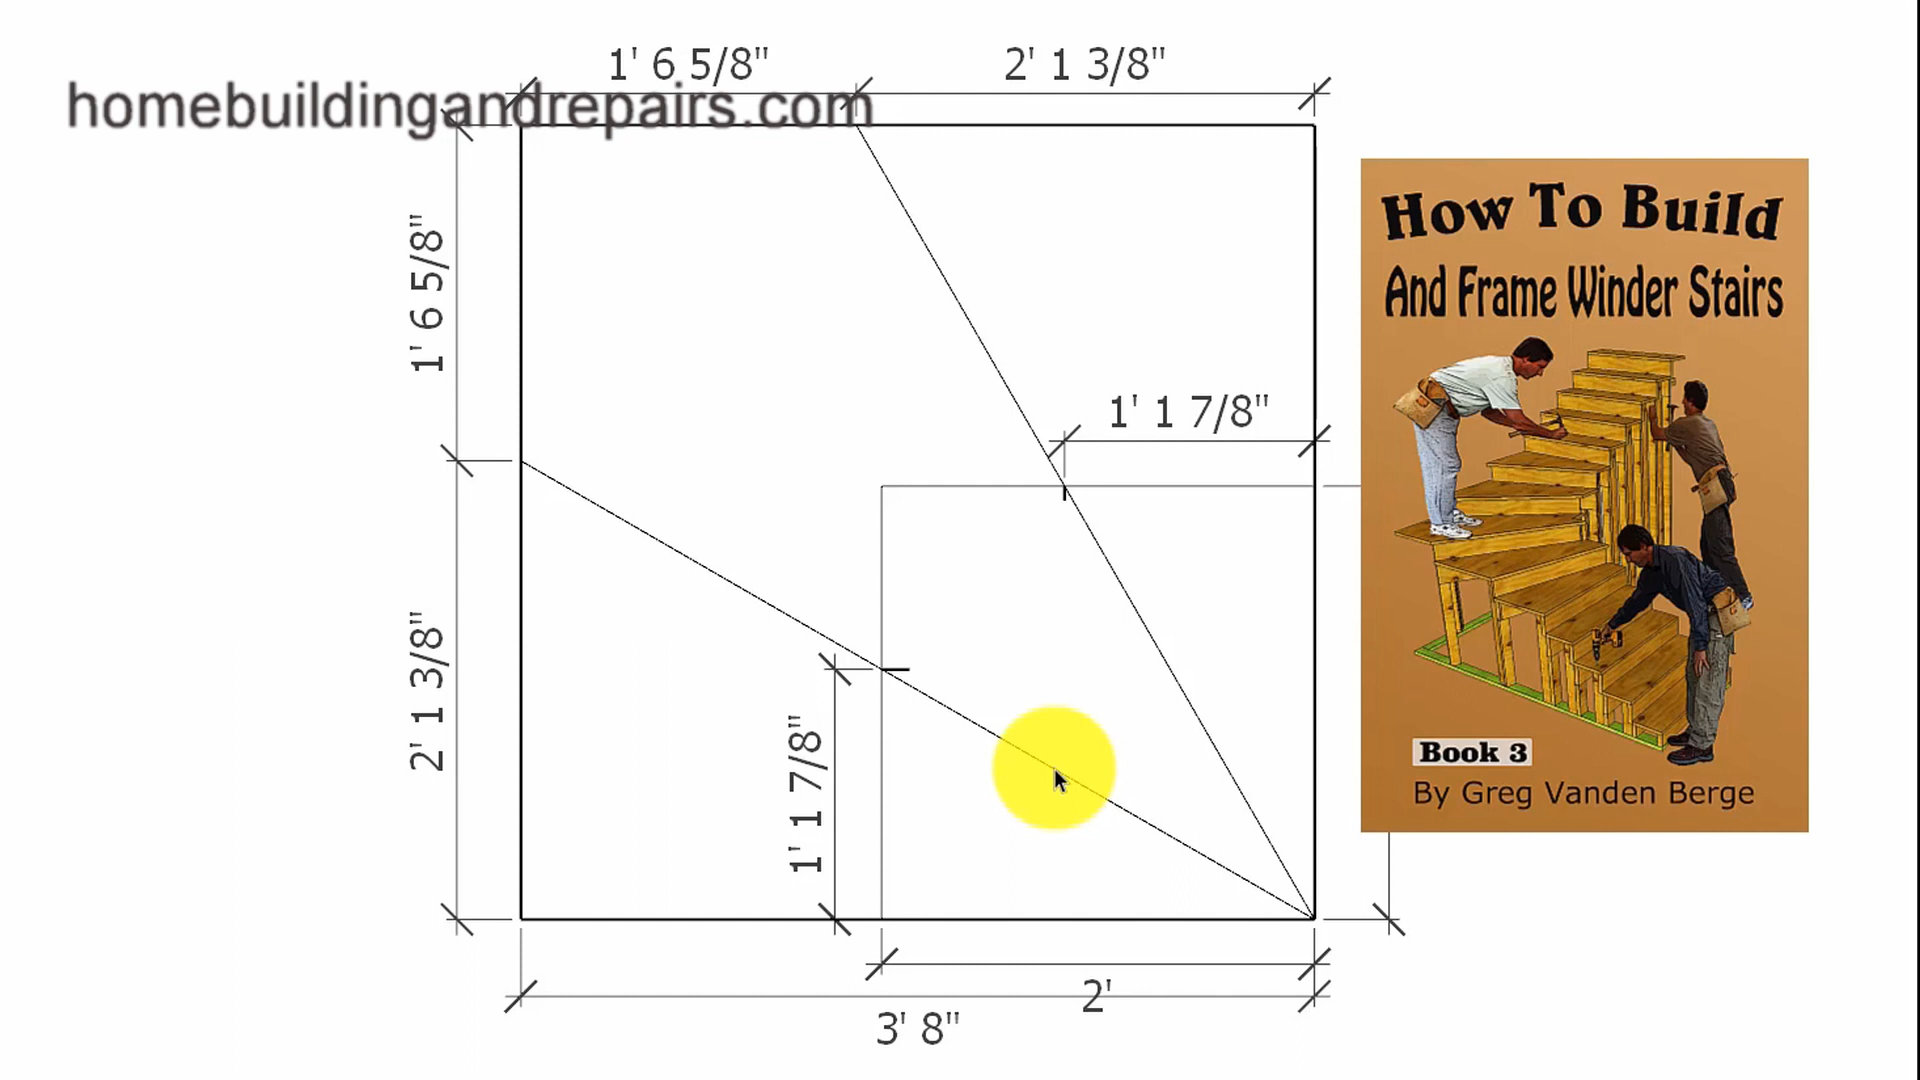 1' 6 5/8"
2' 1 3/8"
homebuildingandrepairs.com
1' 6 5/8"
2' 1 3/8"
1' 1 7/8"
1' 1 7/8"
2'
3' 8"
How To Build
And Frame Winder Stairs
Book 3
By Greg Vanden Berge